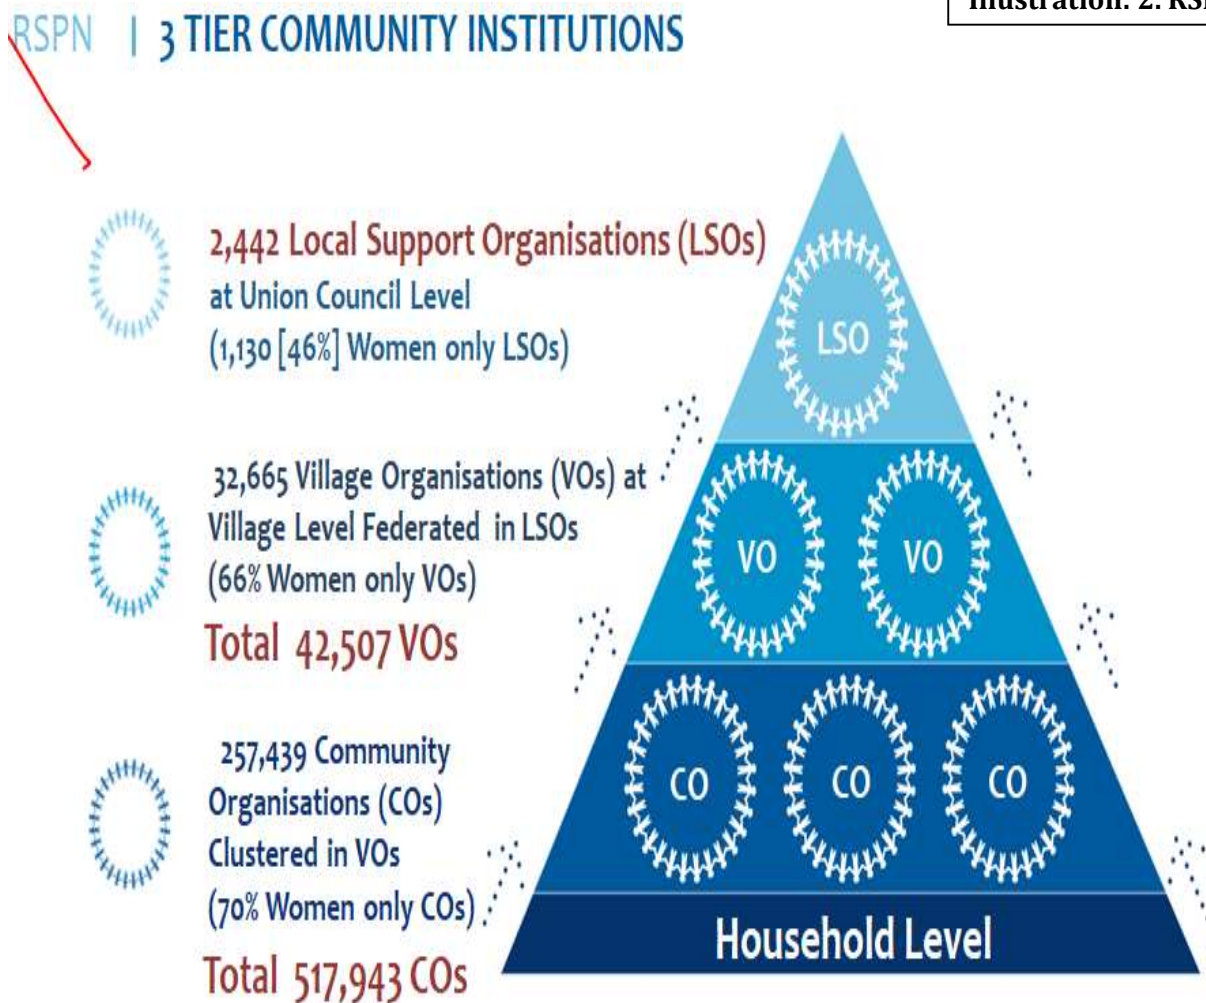 Illustration: 2: RS
RSPN | 3 TIER COMMUNITY INSTITUTIONS
2,442 Local Support Organisations (LSOs)
at Union Council Level
(1,130 [46%] Women only LSOs)
32,665 Village Organisations (VOs) at
Village Level Federated in LSOs
(66% Women only VOs)
Total 42,507 VOs
257,439 Community
Organisations (COs)
Clustered in VOs
(70% Women only COs)
Total 517,943 COs
LSO
VO VO
CO CO CO
Household Level